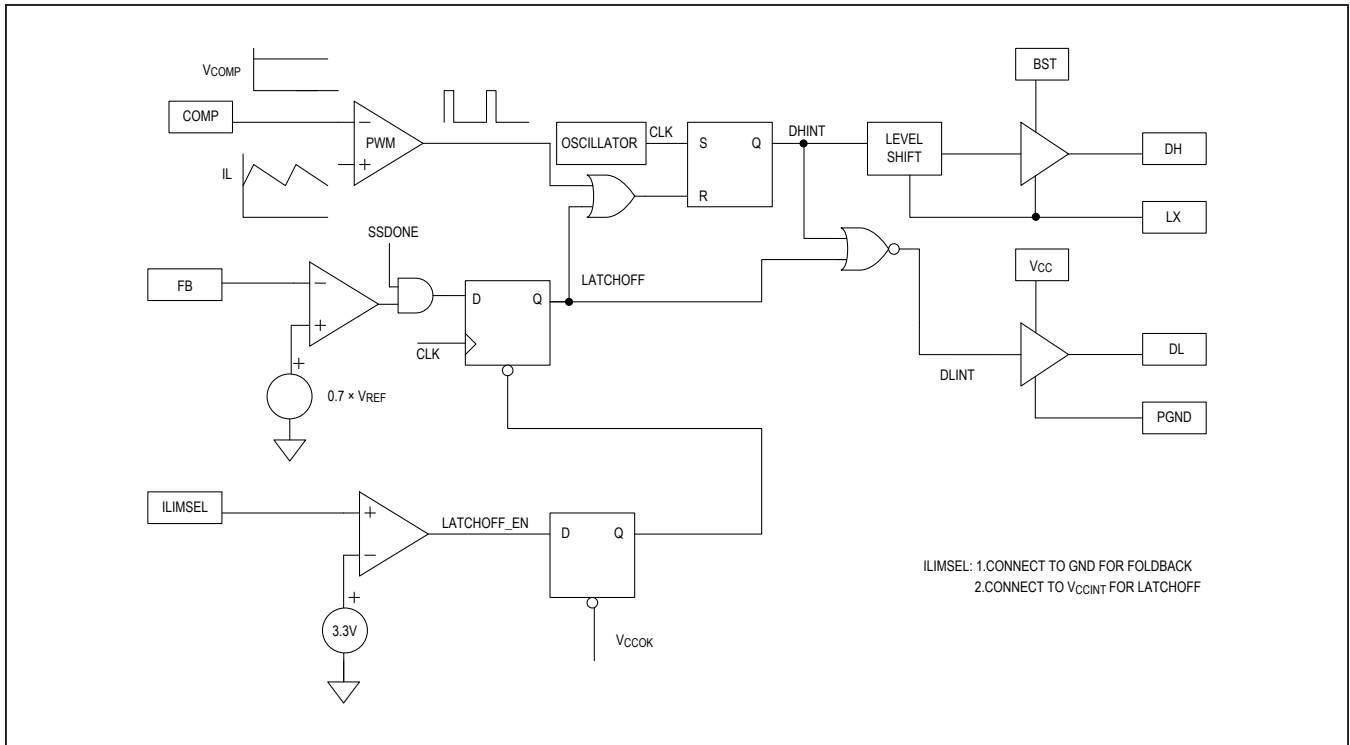 VCOMP
COMP
IL
−
+
PWM
OSCILLATOR
CLK
S
R
Q
DHINT
LEVEL
SHIFT
BST
DH
LX
SSDONE
FB
−
+
+
0.7 × VREF
D
Q
CLK
LATCHOFF
VCC
DL
DLINT
PGND
ILIMSEL
+
−
+
3.3V
LATCHOFF_EN
D
Q
VCCOK
ILIMSEL: 1.CONNECT TO GND FOR FOLDBACK
2.CONNECT TO VCCINT FOR LATCHOFF